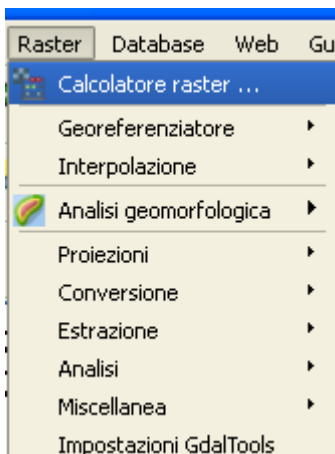 Raster Database Web Gu
Calcolatore raster ...
Georeferenziatore
Interpolazione
Analisi geomorfologica
Proiezioni
Conversione
Estrazione
Analisi
Miscellanea
Impostazioni GdalTools